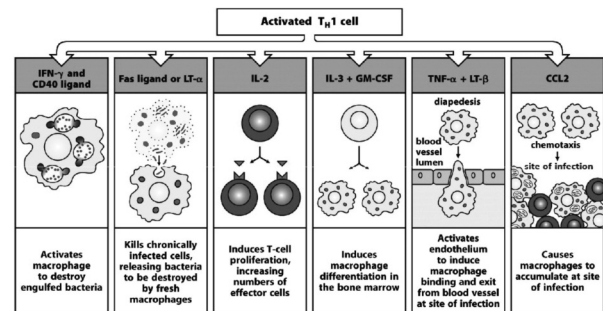 Activated TH1 cell
IFN-γ and
CD40 ligand
Fas ligand or LT-α
IL-2
IL-3 + GM-CSF
TNF-α + LT-β
CCL2
diapedesis
blood
vessel
lumen
chemotaxis
site of infection
Activates
macrophage
to destroy
engulfed bacteria
Kills chronically
infected cells,
releasing bacteria
to be destroyed
by fresh
macrophages
Induces T-cell
proliferation,
increasing
numbers of
effector cells
Induces
macrophage
differentiation in
the bone marrow
Activates
endothelium
to induce
macrophage
binding and exit
from blood vessel
at site of infection
Causes
macrophages to
accumulate at site
of infection